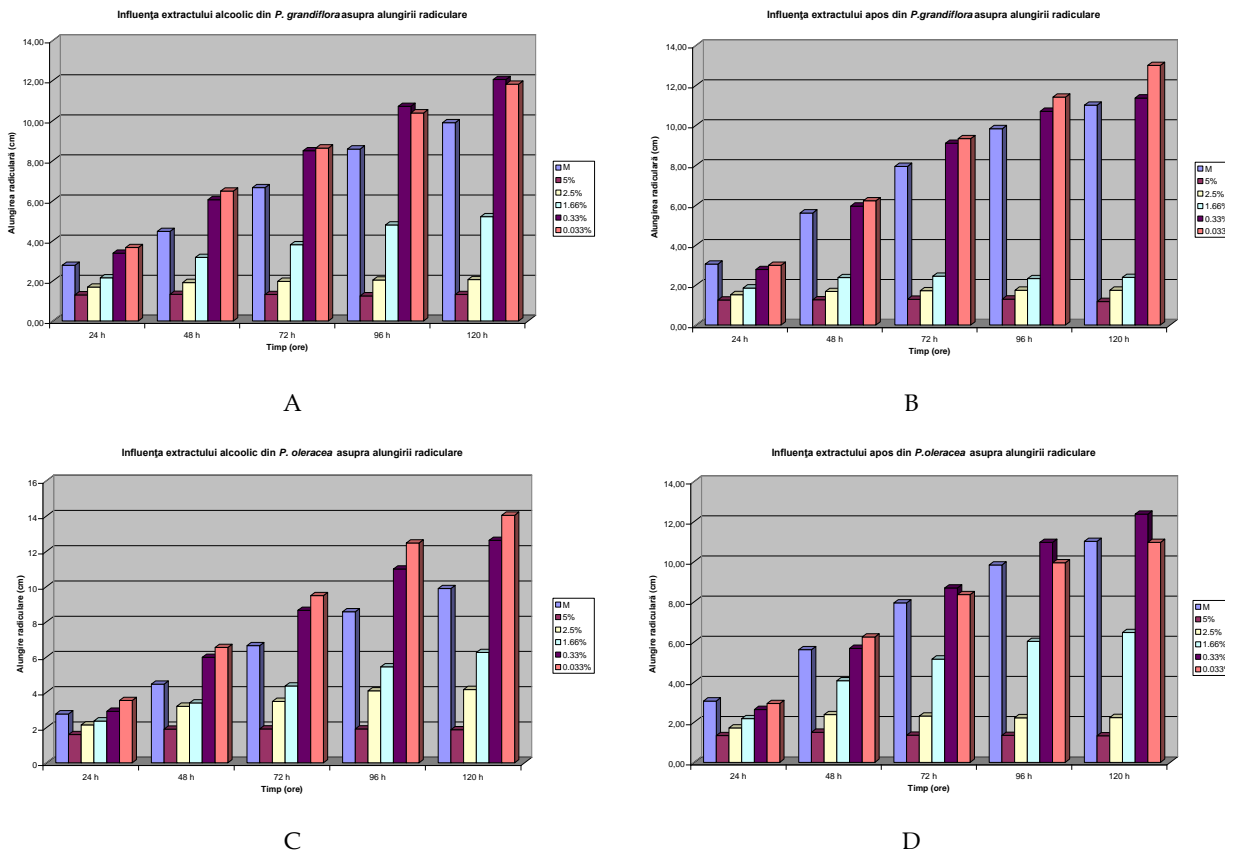 Influența extractului alcoolic din P. grandiflora asupra alungirii radiculare
14,00
12,00
10,00
8,00
6,00
4,00
2,00
0,00
Alungirea radiculară (cm)
24 h
48 h
72 h
96 h
120 h
Timp (ore)
M
5%
2.5%
1.66%
0.33%
0.033%
A
Influența extractului apos din P.grandiflora asupra alungirii radiculare
14,00
12,00
10,00
8,00
6,00
4,00
2,00
0,00
Alungirea radiculară (cm)
24 h
48 h
72 h
96 h
120 h
Timp (ore)
M
5%
2.5%
1.66%
0.33%
0.033%
B
Influența extractului alcoolic din P. oleracea asupra alungirii radiculare
16
14
12
10
8
6
4
2
0
Alungire radiculare (cm)
24 h
48 h
72 h
96 h
120 h
Timp (ore)
M
5%
2.5%
1.66%
0.33%
0.033%
C
Influența extractului apos din P.oleracea asupra alungirii radiculare
14,00
12,00
10,00
8,00
6,00
4,00
2,00
0,00
Alungire radiculară (cm)
24 h
48 h
72 h
96 h
120 h
Timp (ore)
M
5%
2.5%
1.66%
0.33%
0.033%
D